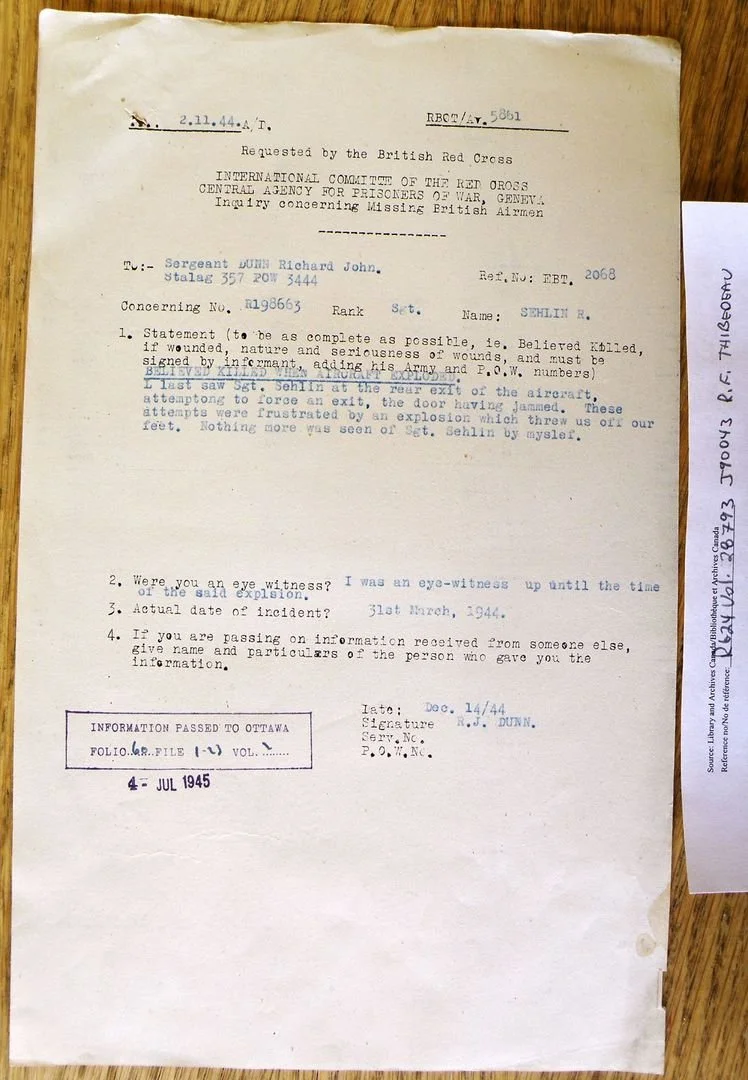 2.11.44.A/T. RBCT/Av. 5861
Requested by the British Red Cross
INTERNATIONAL COMMITTE OF THE RED CROSS
CENTRAL AGENCY FOR PRISONERS OF WAR, GENEVA
Inquiry concerning Missing British Airmen
----------------
To:- Sergeant DUNN Richard John. Ref.No: EBT. 2068
Stalag 357 POW 3444
Concerning No. R198663 Rank Sgt. Name: SEHLIN R.
1. Statement (to be as complete as possible, ie. Believed Killed,
if wounded, nature and seriousness of wounds, and must be
signed by informant, adding his Army and P.O.W. numbers)
BELIEVED KILLED WHEN AIRCRAFT EXPLODED.
I last saw Sgt. Sehlin at the rear exit of the aircraft,
attemptong to force an exit, the door having jammed. These
attempts were frustrated by an explosion which threw us off our
feet. Nothing more was seen of Sgt. Sehlin by myslef.
2. Were you an eye witness? I was an eye-witness up until the time
of the said explsion.
3. Actual date of incident? 31st March, 1944.
4. If you are passing on information received from someone else,
give name and particulars of the person who gave you the
information.
Date: Dec. 14/44
Signature R.J. DUNN.
Serv.No.
P.O.W.No.
INFORMATION PASSED TO OTTAWA
FOLIO FILE 1-23 VOL. 2
4- JUL 1945
Source: Library and Archives Canada/Bibliothèque et Archives Canada
Reference no/No de référence: R624 Vol. 28793 J90043 R.F. THIBEDEAU